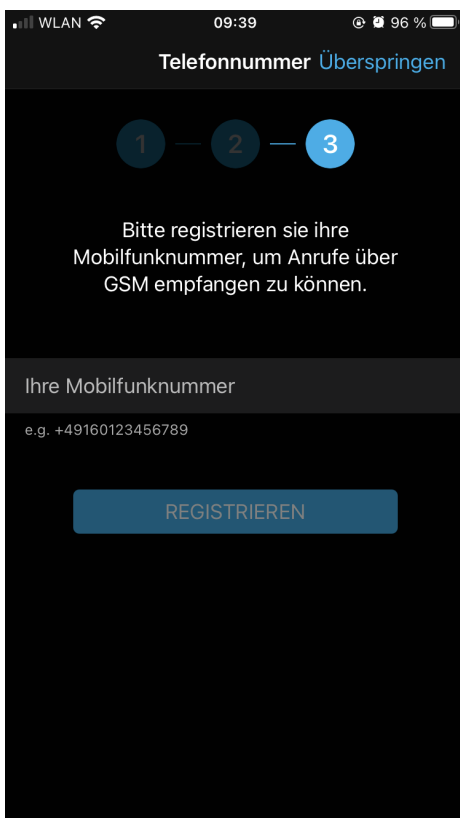 WLAN 09:39 96 %
Telefonnummer Überspringen
1 2 3
Bitte registrieren sie ihre
Mobilfunknummer, um Anrufe über
GSM empfangen zu können.
Ihre Mobilfunknummer
e.g. +49160123456789
REGISTRIEREN